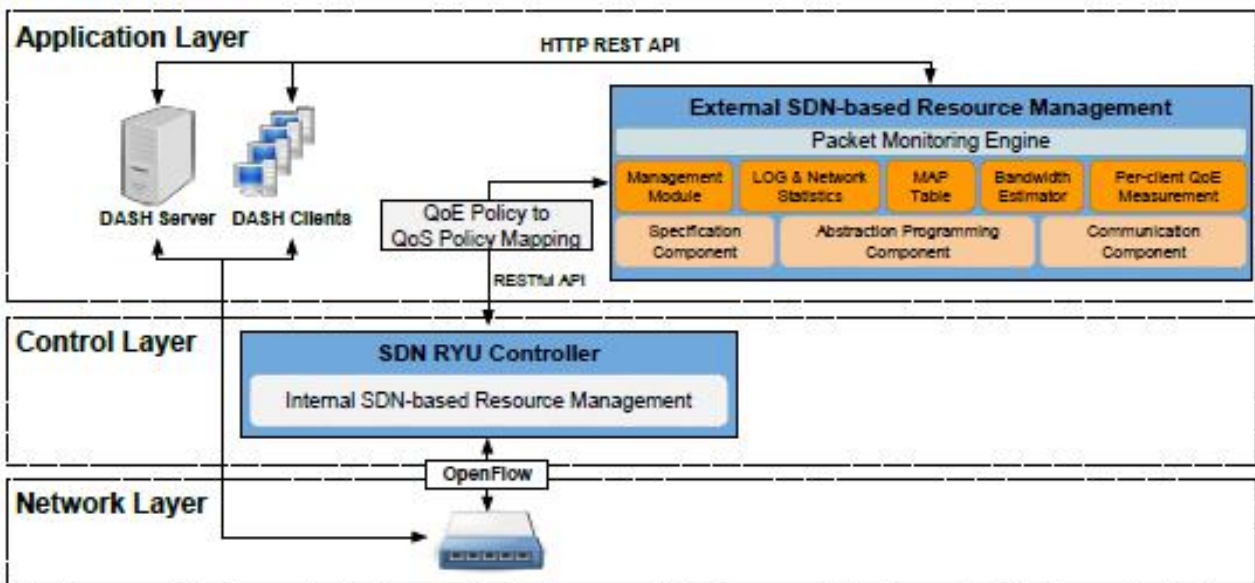 Application Layer
HTTP REST API
DASH Server
DASH Clients
External SDN-based Resource Management
Packet Monitoring Engine
Management
Module
LOG & Network
Statistics
MAP
Table
Bandwidth
Estimator
Per-client QoE
Measurement
Specification
Component
Abstraction Programming
Component
Communication
Component
QoE Policy to
QoS Policy Mapping
RESTful API
Control Layer
SDN RYU Controller
Internal SDN-based Resource Management
OpenFlow
Network Layer